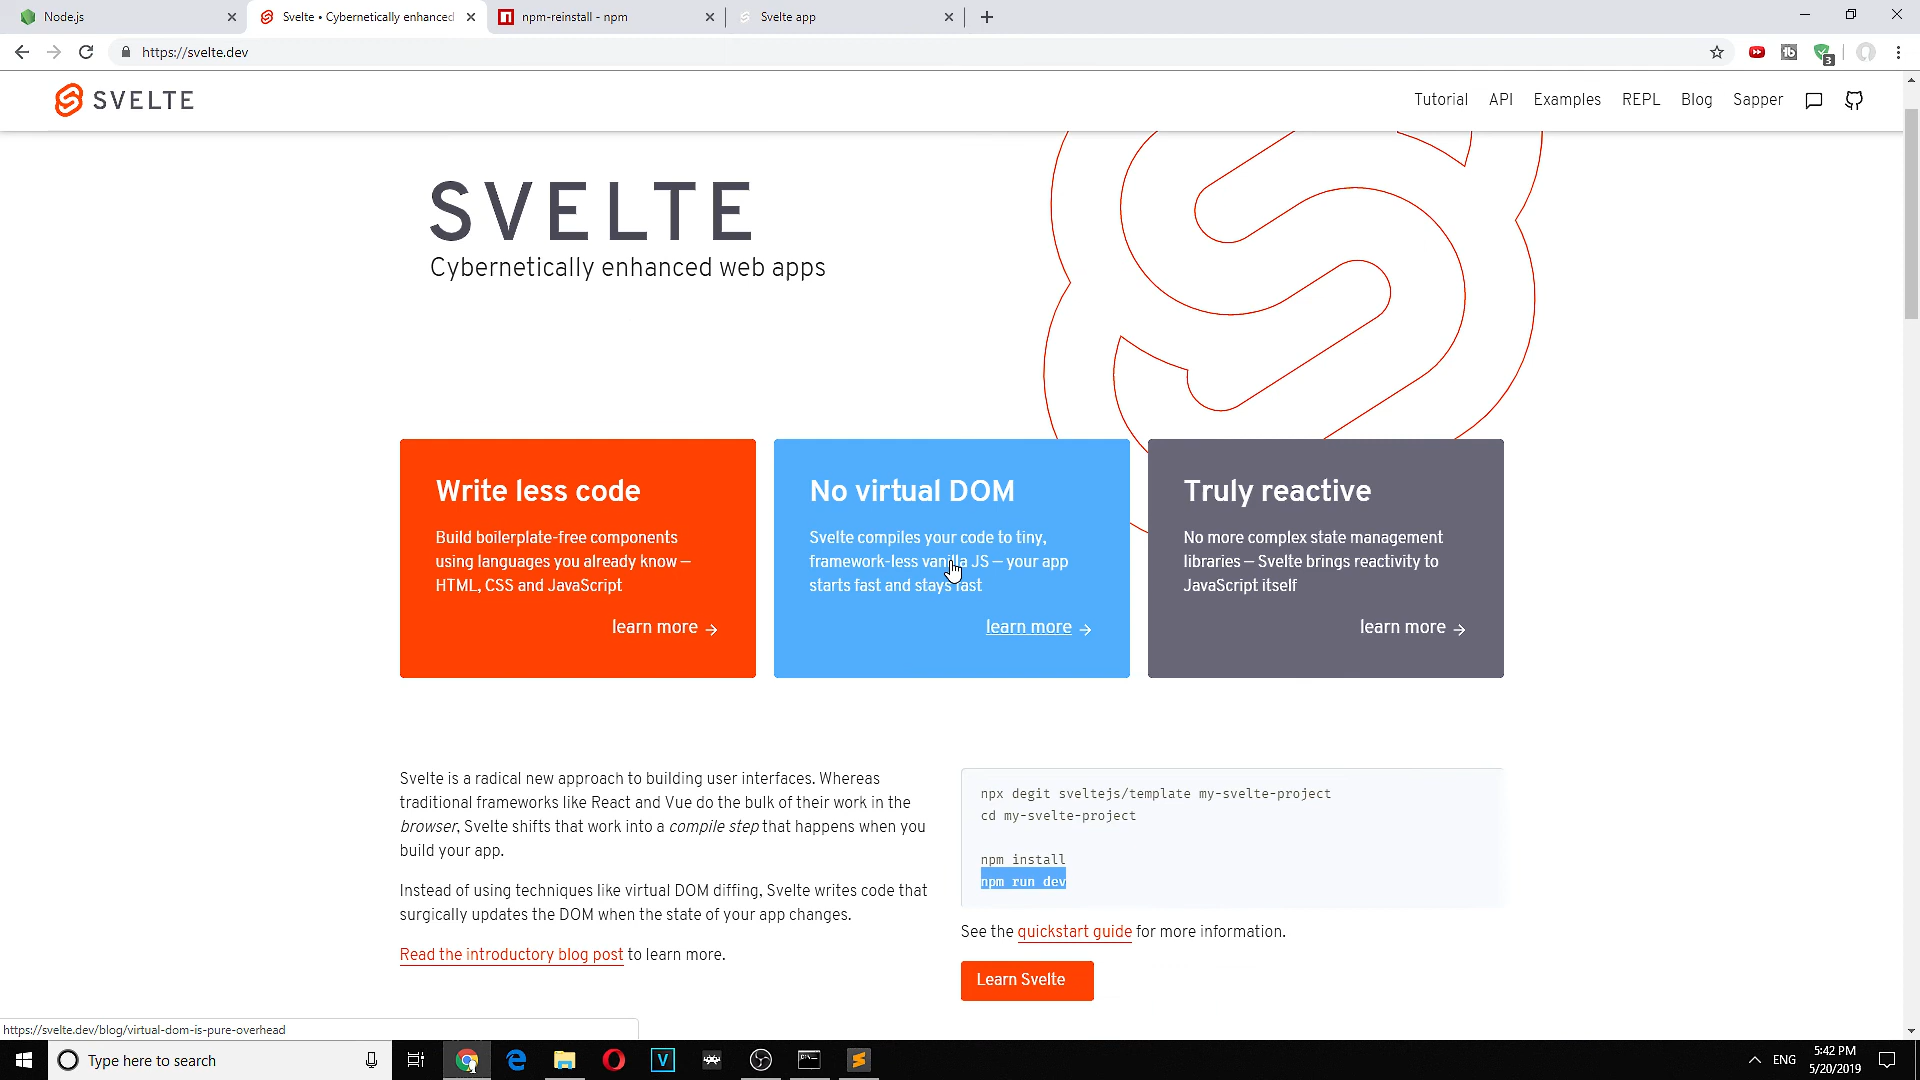 Node.js
Svelte • Cybernetically enhanced
npm-reinstall - npm
Svelte app
https://svelte.dev
3
SVELTE
Tutorial
API
Examples
REPL
Blog
Sapper
SVELTE
Cybernetically enhanced web apps
Write less code
Build boilerplate-free components
using languages you already know —
HTML, CSS and JavaScript
learn more →
No virtual DOM
Svelte compiles your code to tiny,
framework-less vanilla JS — your app
starts fast and stays fast
learn more →
Truly reactive
No more complex state management
libraries — Svelte brings reactivity to
JavaScript itself
learn more →
Svelte is a radical new approach to building user interfaces. Whereas
traditional frameworks like React and Vue do the bulk of their work in the
browser, Svelte shifts that work into a compile step that happens when you
build your app.
Instead of using techniques like virtual DOM diffing, Svelte writes code that
surgically updates the DOM when the state of your app changes.
Read the introductory blog post to learn more.
npx degit sveltejs/template my-svelte-project
cd my-svelte-project
npm install
npm run dev
See the quickstart guide for more information.
Learn Svelte
https://svelte.dev/blog/virtual-dom-is-pure-overhead
Type here to search
ENG
5:42 PM
5/20/2019